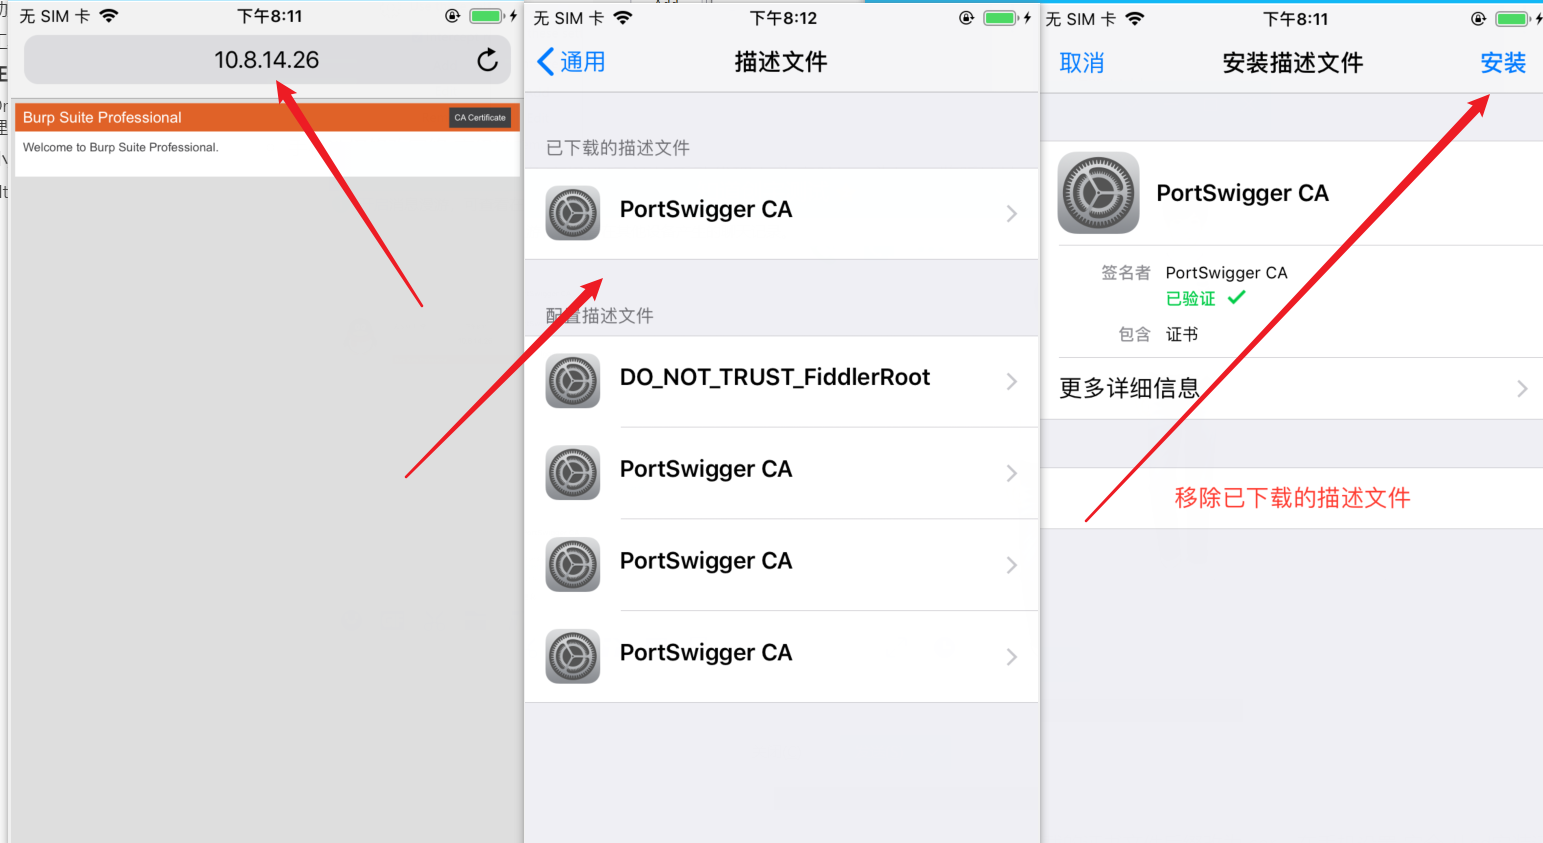 无 SIM 卡
下午8:11
10.8.14.26
Burp Suite Professional
CA Certificate
Welcome to Burp Suite Professional.
无 SIM 卡
下午8:12
通用
描述文件
已下载的描述文件
PortSwigger CA
配置描述文件
DO_NOT_TRUST_FiddlerRoot
PortSwigger CA
PortSwigger CA
PortSwigger CA
无 SIM 卡
下午8:11
取消
安装描述文件
安装
PortSwigger CA
签名者 PortSwigger CA
已验证
包含 证书
更多详细信息
移除已下载的描述文件